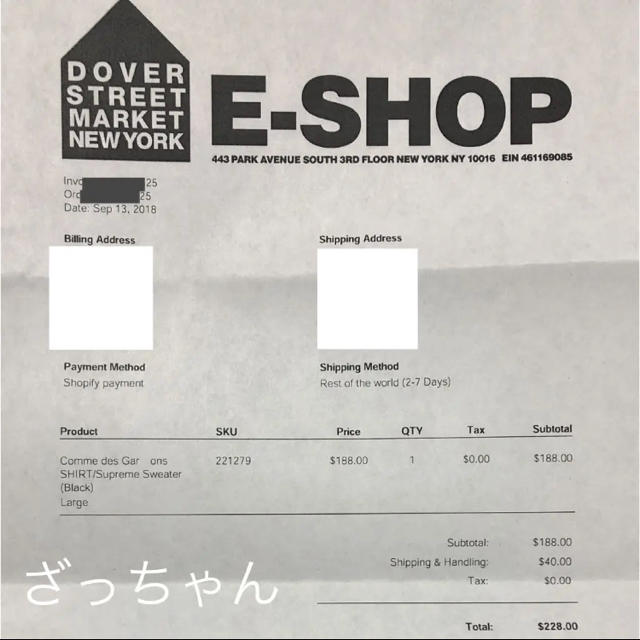 DOVER
STREET
MARKET
NEW YORK
E-SHOP
443 PARK AVENUE SOUTH 3RD FLOOR NEW YORK NY 10016 EIN 461169085
25
25
Date: Sep 13, 2018
Billing Address
Shipping Address
Payment Method
Shopify payment
Shipping Method
Rest of the world (2-7 Days)
Product SKU Price QTY Tax Subtotal
Comme des Gar ons 221279 $188.00 1 $0.00 $188.00
SHIRT/Supreme Sweater
(Black)
Large
Subtotal: $188.00
Shipping & Handling: $40.00
Tax: $0.00
Total: $228.00
ざっちゃん